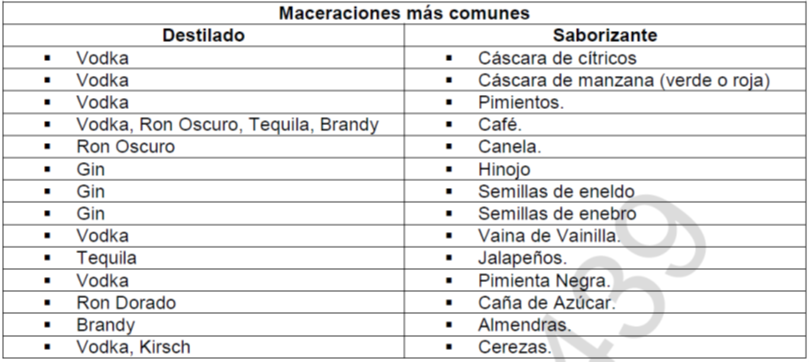 Maceraciones más comunes
Destilado Saborizante
▪ Vodka ▪ Cáscara de cítricos
▪ Vodka ▪ Cáscara de manzana (verde o roja)
▪ Vodka ▪ Pimientos.
▪ Vodka, Ron Oscuro, Tequila, Brandy ▪ Café.
▪ Ron Oscuro ▪ Canela.
▪ Gin ▪ Hinojo
▪ Gin ▪ Semillas de eneldo
▪ Gin ▪ Semillas de enebro
▪ Vodka ▪ Vaina de Vainilla.
▪ Tequila ▪ Jalapeños.
▪ Vodka ▪ Pimienta Negra.
▪ Ron Dorado ▪ Caña de Azúcar.
▪ Brandy ▪ Almendras.
▪ Vodka, Kirsch ▪ Cerezas.
439